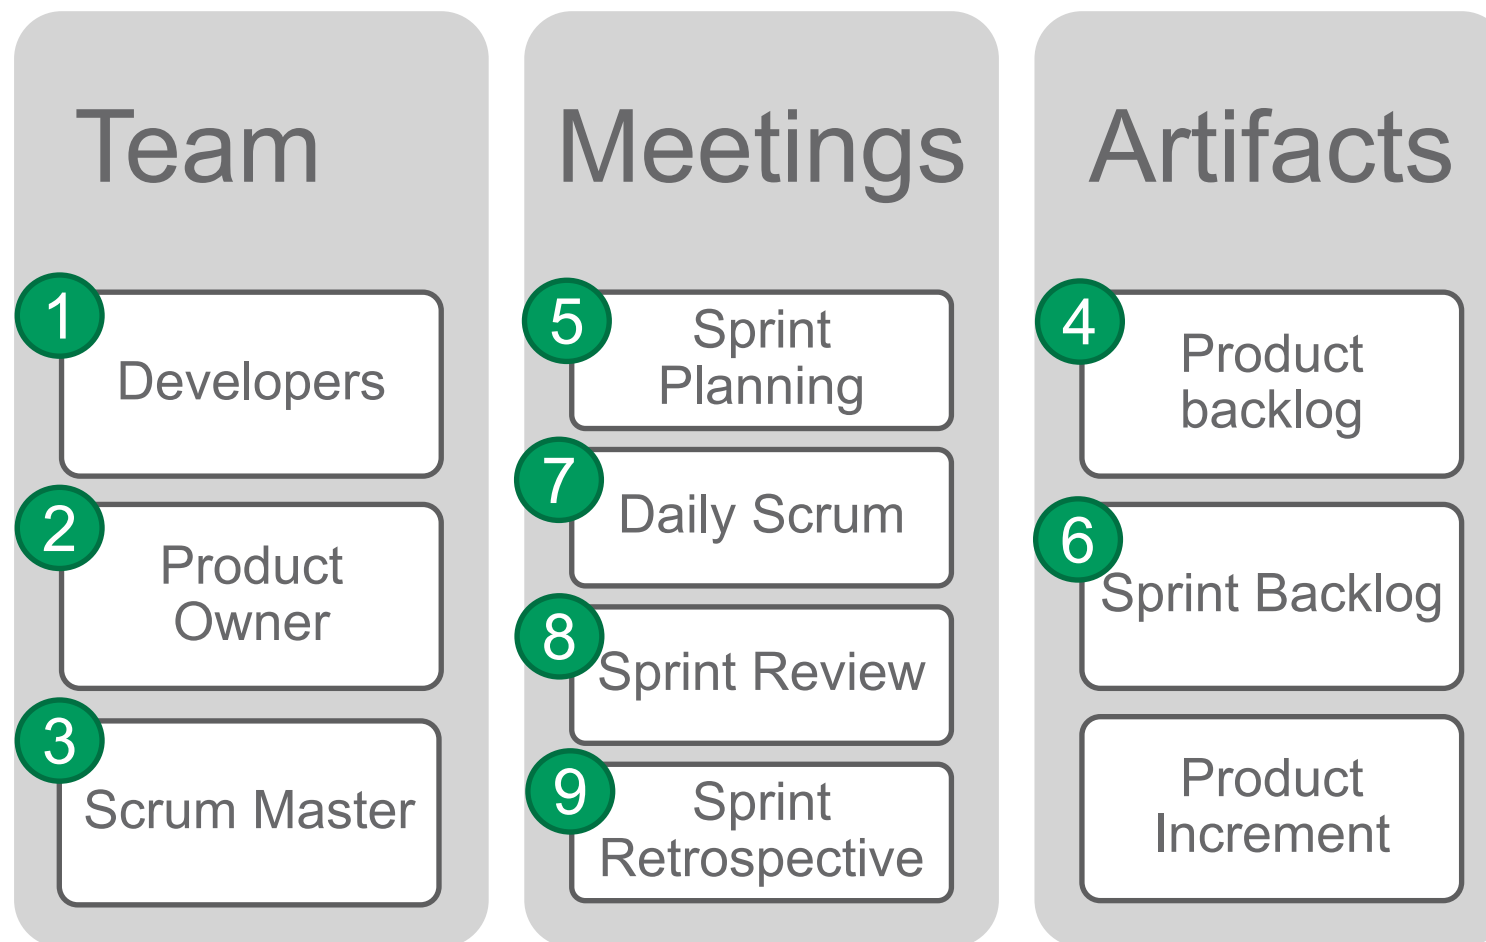 Team
1
Developers
2
Product
Owner
3
Scrum Master
Meetings
5
Sprint
Planning
7
Daily Scrum
8
Sprint Review
9
Sprint
Retrospective
Artifacts
4
Product
backlog
6
Sprint Backlog
Product
Increment